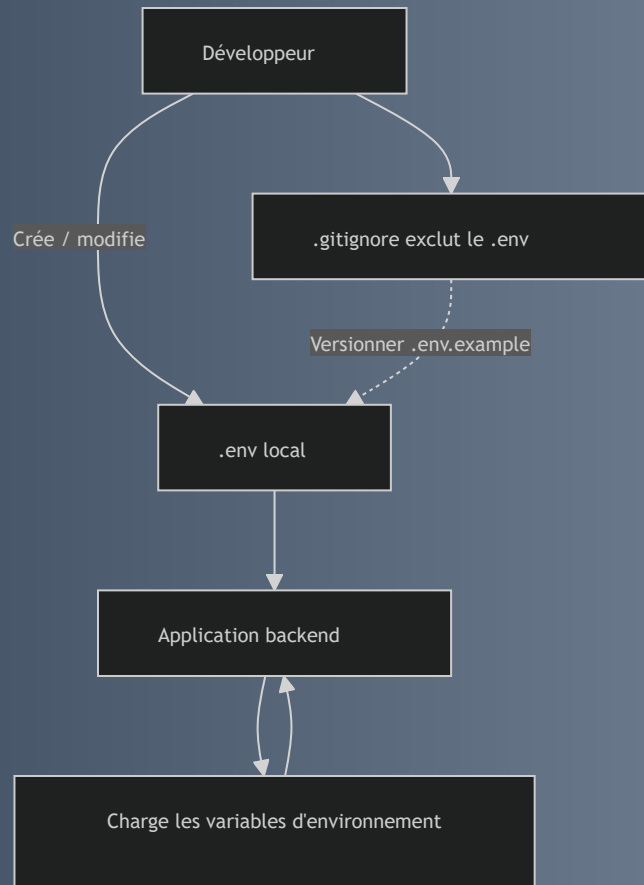 Développeur
Crée / modifie
.gitignore exclut le .env
Versionner .env.example
.env local
Application backend
Charge les variables d'environnement